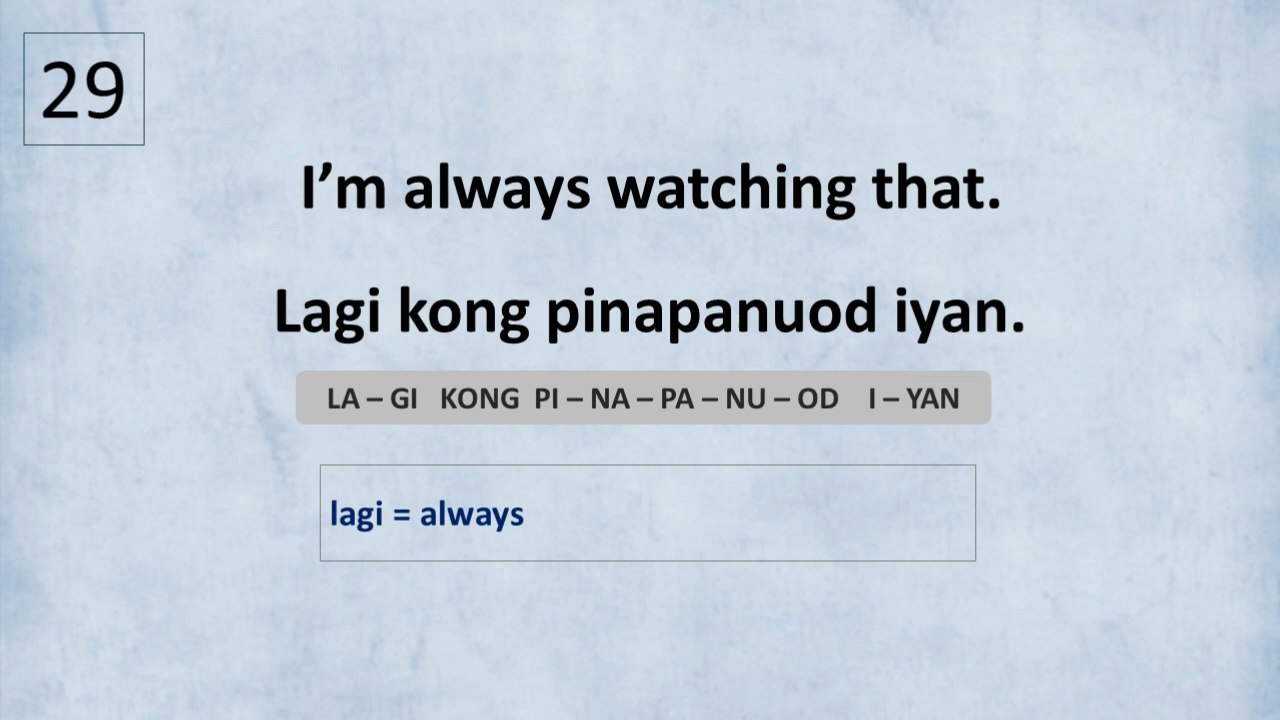 29
I’m always watching that.
Lagi kong pinapanuod iyan.
LA – GI KONG PI – NA – PA – NU – OD I – YAN
lagi = always